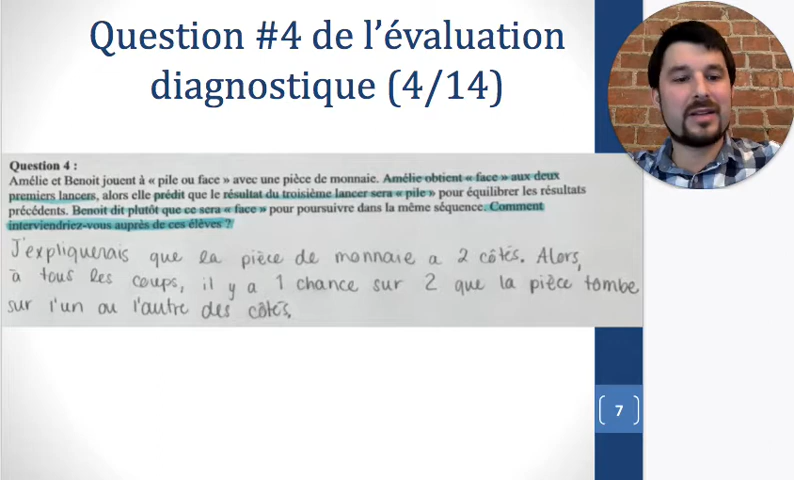 Question #4 de l’évaluation
diagnostique (4/14)
Question 4 :
Amélie et Benoit jouent à « pile ou face » avec une pièce de monnaie. Amélie obtient « face » aux deux
premiers lancers, alors elle prédit que le résultat du troisième lancer sera « pile » pour équilibrer les résultats
précédents. Benoit dit plutôt que ce sera « face » pour poursuivre dans la même séquence. Comment
interviendriez-vous auprès de ces élèves ?
J'expliquerais que la pièce de monnaie a 2 côtés. Alors,
à tous les coups, il y a 1 chance sur 2 que la pièce tombe
sur l'un ou l'autre des côtés.
7